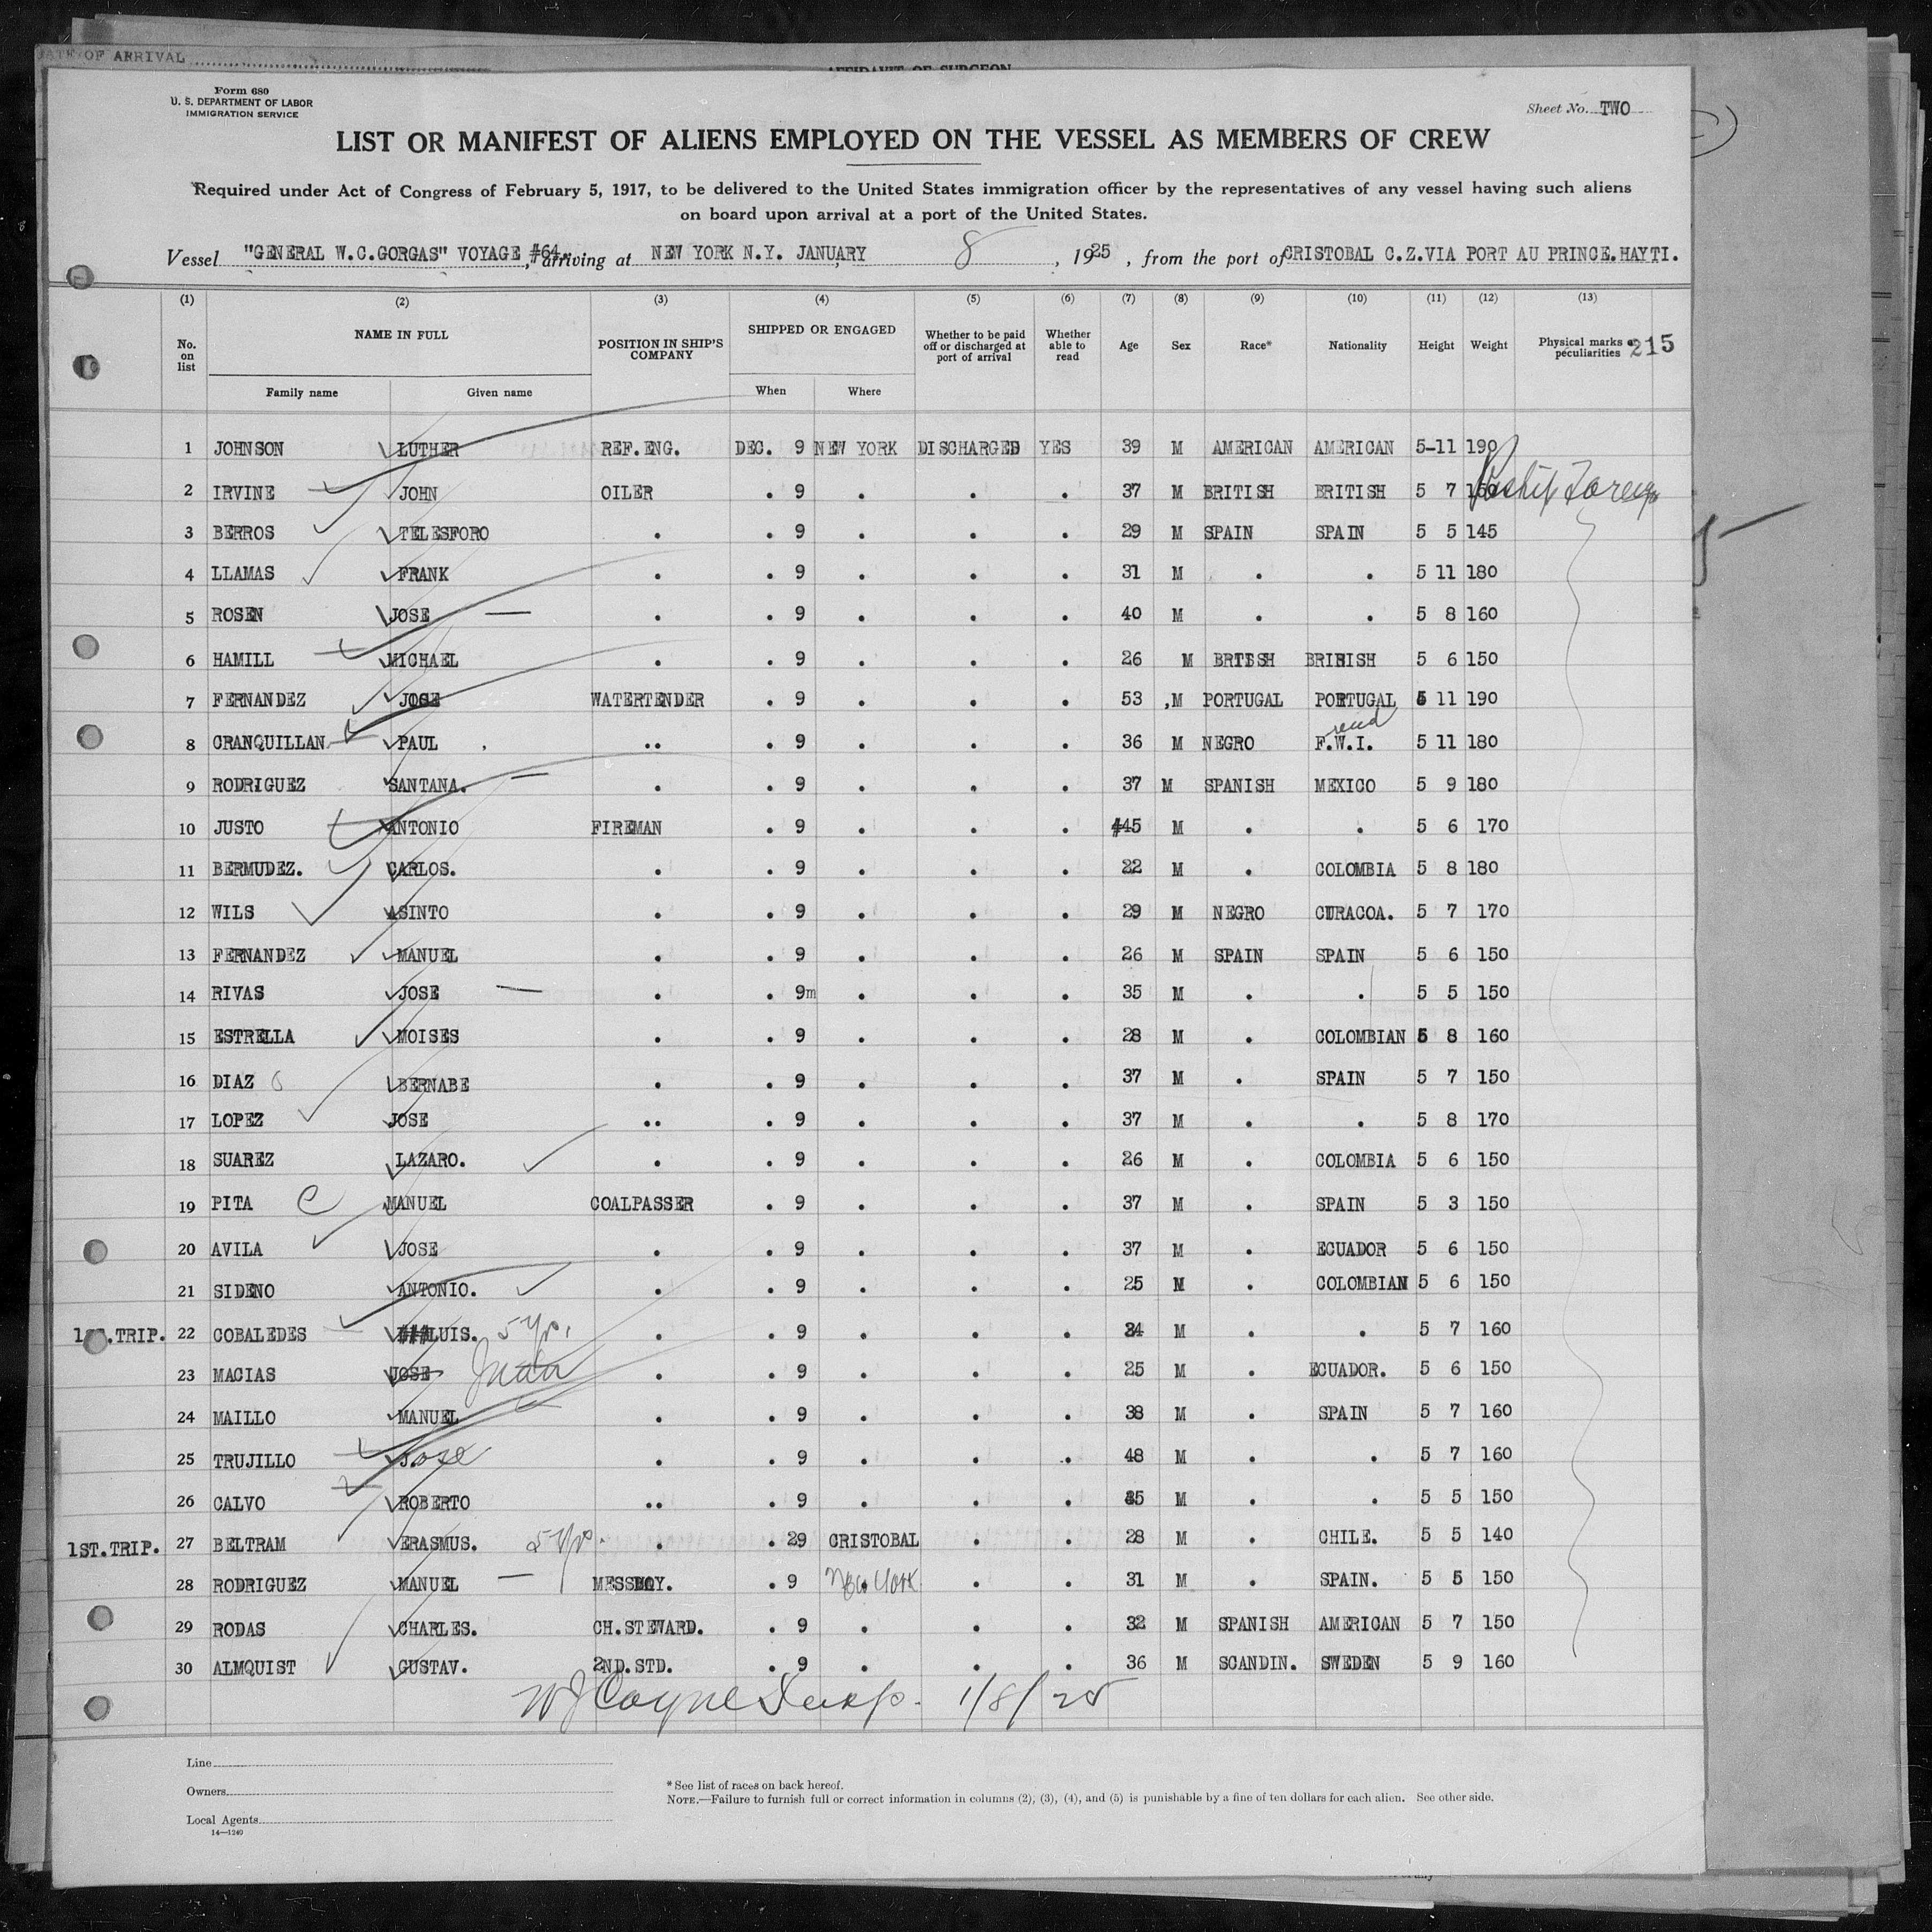 DATE OF ARRIVAL
AFFIDAVIT OF SURGEON
Form 680
U. S. DEPARTMENT OF LABOR
IMMIGRATION SERVICE
Sheet No. TWO
LIST OR MANIFEST OF ALIENS EMPLOYED ON THE VESSEL AS MEMBERS OF CREW
Required under Act of Congress of February 5, 1917, to be delivered to the United States immigration officer by the representatives of any vessel having such aliens
on board upon arrival at a port of the United States.
Vessel "GENERAL W.C.GORGAS" VOYAGE #64., arriving at NEW YORK N.Y. JANUARY 8, 1925, from the port of CRISTOBAL C.Z.VIA PORT AU PRINCE.HAYTI.
(1) (2) (3) (4) (5) (6) (7) (8) (9) (10) (11) (12) (13)
No. on list NAME IN FULL POSITION IN SHIP'S COMPANY SHIPPED OR ENGAGED Whether to be paid off or discharged at port of arrival Whether able to read Age Sex Race* Nationality Height Weight Physical marks or peculiarities 215
Family name Given name When Where
1 JOHNSON LUTHER REF.ENG. DEC. 9 NEW YORK DISCHARGED YES 39 M AMERICAN AMERICAN 5-11 190
2 IRVINE JOHN OILER . 9 . . . 37 M BRITISH BRITISH 5 7
3 BERROS TELESFORO . . 9 . . . 29 M SPAIN SPAIN 5 5 145
4 LLAMAS FRANK . . 9 . . . 31 M . . 5 11 180
5 ROSEN JOSE — . . 9 . . . 40 M . . 5 8 160
6 HAMILL MICHAEL . . 9 . . . 26 M BRTISH BRIHISH 5 6 150
7 FERNANDEZ JOSE WATERTENDER . 9 . . . 53 ,M PORTUGAL PORTUGAL 5 11 190
8 CRANQUILLAN PAUL . .. . 9 . . . 36 M NEGRO F.W.I. 5 11 180
9 RODRIGUEZ SANTANA. — . . 9 . . . 37 M SPANISH MEXICO 5 9 180
10 JUSTO ANTONIO FIREMAN . 9 . . . #45 M . . 5 6 170
11 BERMUDEZ. CARLOS. . . 9 . . . 22 M . COLOMBIA 5 8 180
12 WILS ASINTO . . 9 . . . 29 M NEGRO CURACOA. 5 7 170
13 FERNANDEZ MANUEL . . 9 . . . 26 M SPAIN SPAIN 5 6 150
14 RIVAS JOSE — . . 9m . . . 35 M . . 5 5 150
15 ESTRELLA MOISES . . 9 . . . 28 M . COLOMBIAN 5 8 160
16 DIAZ BERNABE . . 9 . . . 37 M . SPAIN 5 7 150
17 LOPEZ JOSE .. . 9 . . . 37 M . . 5 8 170
18 SUAREZ LAZARO. . . 9 . . . 26 M . COLOMBIA 5 6 150
19 PITA C MANUEL COALPASSER . 9 . . . 37 M . SPAIN 5 3 150
20 AVILA JOSE . . 9 . . . 37 M . ECUADOR 5 6 150
21 SIDENO ANTONIO. . . 9 . . . 25 M . COLOMBIAN 5 6 150
1ST.TRIP. 22 COBALEDES ###LUIS. . . 9 . . . 34 M . . 5 7 160
23 MACIAS JOSE . . 9 . . . 25 M . ECUADOR. 5 6 150
24 MAILLO MANUEL . . 9 . . . 38 M . SPAIN 5 7 160
25 TRUJILLO Jose . . 9 . . . 48 M . . 5 7 160
26 CALVO ROBERTO .. . 9 . . . 35 M . . 5 5 150
1ST.TRIP. 27 BELTRAM ERASMUS. . . 29 CRISTOBAL . . 28 M . CHILE. 5 5 140
28 RODRIGUEZ MANUEL — MESSBOY. . 9 New York . . 31 M . SPAIN. 5 5 150
29 RODAS CHARLES. CH.STEWARD. . 9 . . . 32 M SPANISH AMERICAN 5 7 150
30 ALMQUIST GUSTAV. 2ND.STD. . 9 . . . 36 M SCANDIN. SWEDEN 5 9 160
W J Coyne Insp. 1/8/25
Line
Owners
Local Agents
14—1240
* See list of races on back hereof.
NOTE.—Failure to furnish full or correct information in columns (2), (3), (4), and (5) is punishable by a fine of ten dollars for each alien. See other side.